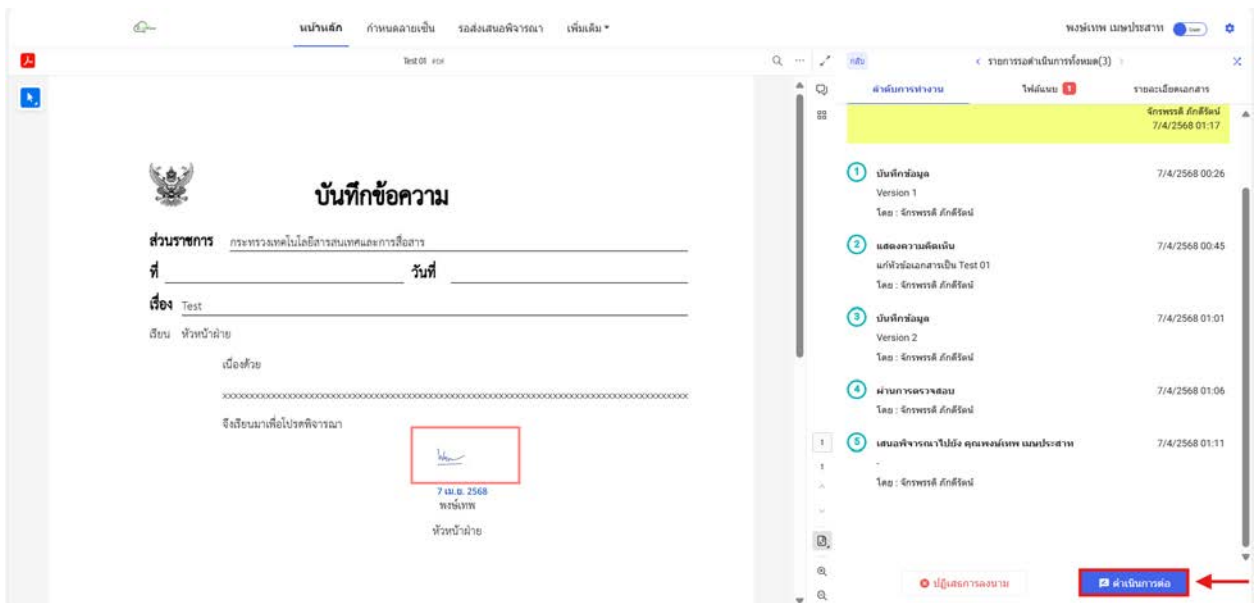 หน้าหลัก กำหนดลายเซ็น รอส่งเสนอพิจารณา เพิ่มเติม
พงษ์เทพ เมษประสาท
User
Test 01 PDF
บันทึกข้อความ
ส่วนราชการ กระทรวงเทคโนโลยีสารสนเทศและการสื่อสาร
ที่ วันที่
เรื่อง Test
เรียน หัวหน้าฝ่าย
เนื่องด้วย
จึงเรียนมาเพื่อโปรดพิจารณา
7 เม.ย. 2568
พงษ์เทพ
หัวหน้าฝ่าย
1
1
กลับ
รายการรอดำเนินการทั้งหมด(3)
ลำดับการทำงาน ไฟล์แนบ 1 รายละเอียดเอกสาร
จักรพรรดิ ภักดีรัตน์
7/4/2568 01:17
1 บันทึกข้อมูล 7/4/2568 00:26
Version 1
โดย : จักรพรรดิ ภักดีรัตน์
2 แสดงความคิดเห็น 7/4/2568 00:45
แก้หัวข้อเอกสารเป็น Test 01
โดย : จักรพรรดิ ภักดีรัตน์
3 บันทึกข้อมูล 7/4/2568 01:01
Version 2
โดย : จักรพรรดิ ภักดีรัตน์
4 ผ่านการตรวจสอบ 7/4/2568 01:06
โดย : จักรพรรดิ ภักดีรัตน์
5 เสนอพิจารณาไปยัง คุณพงษ์เทพ เมษประสาท 7/4/2568 01:11
-
โดย : จักรพรรดิ ภักดีรัตน์
ปฏิเสธการลงนาม ดำเนินการต่อ